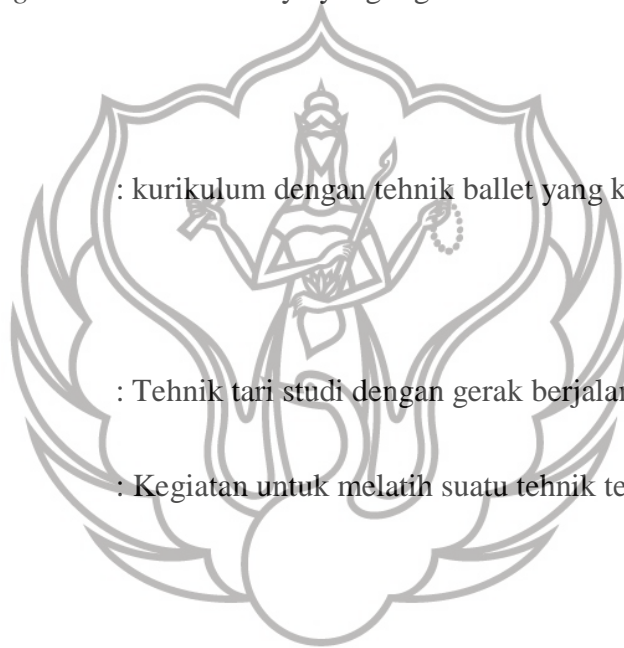 : kurikulum dengan tehnik ballet yang k
: Tehnik tari studi dengan gerak berjalan
: Kegiatan untuk melatih suatu tehnik te